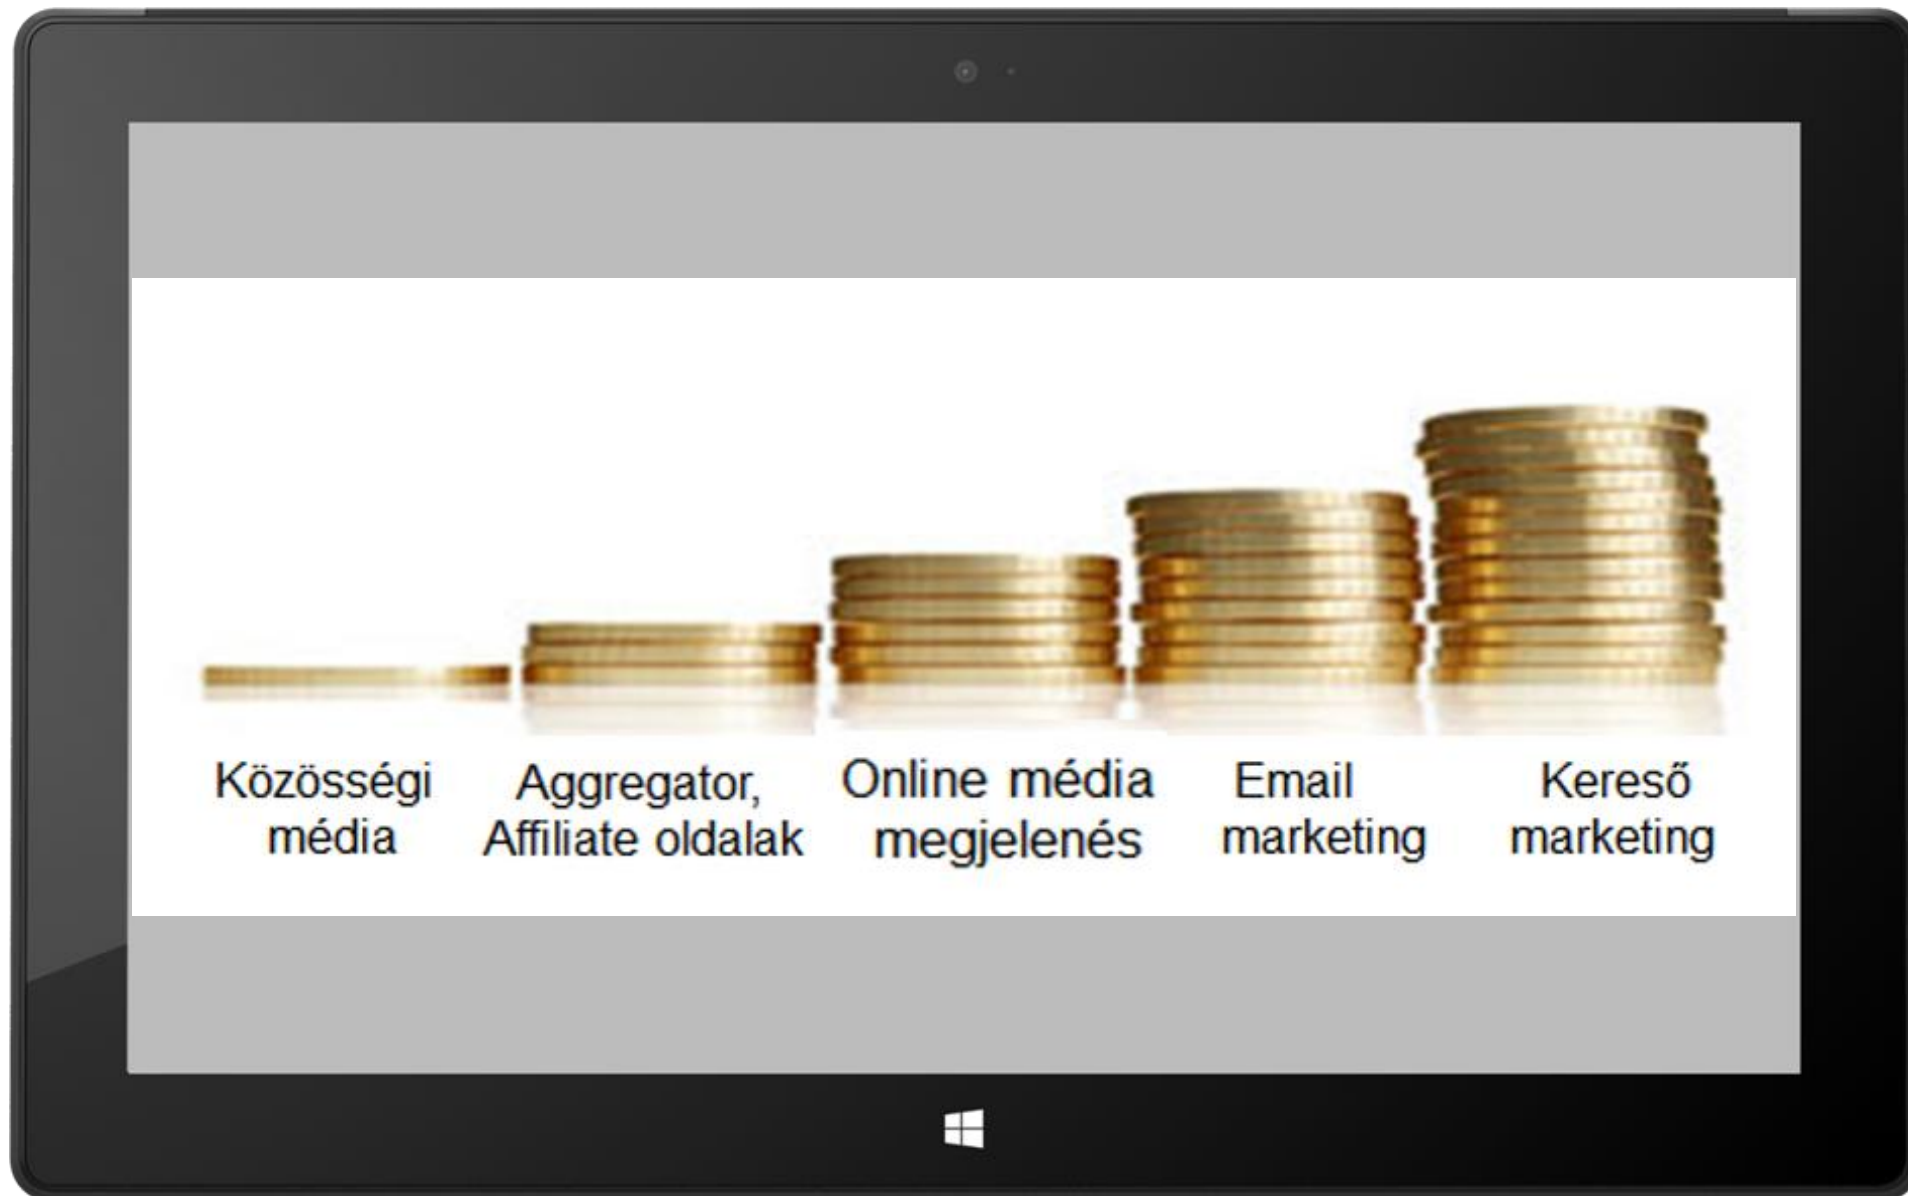 Közösségi
média
Aggregator,
Affiliate oldalak
Online média
megjelenés
Email
marketing
Kereső
marketing